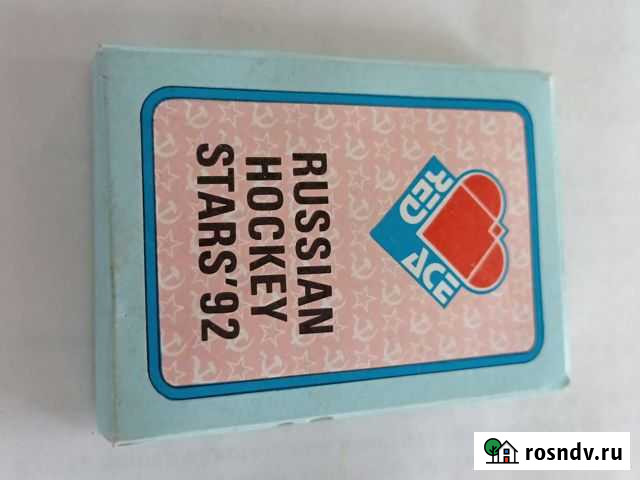 RED
ACE
RUSSIAN
HOCKEY
STARS'92
rosndv.ru